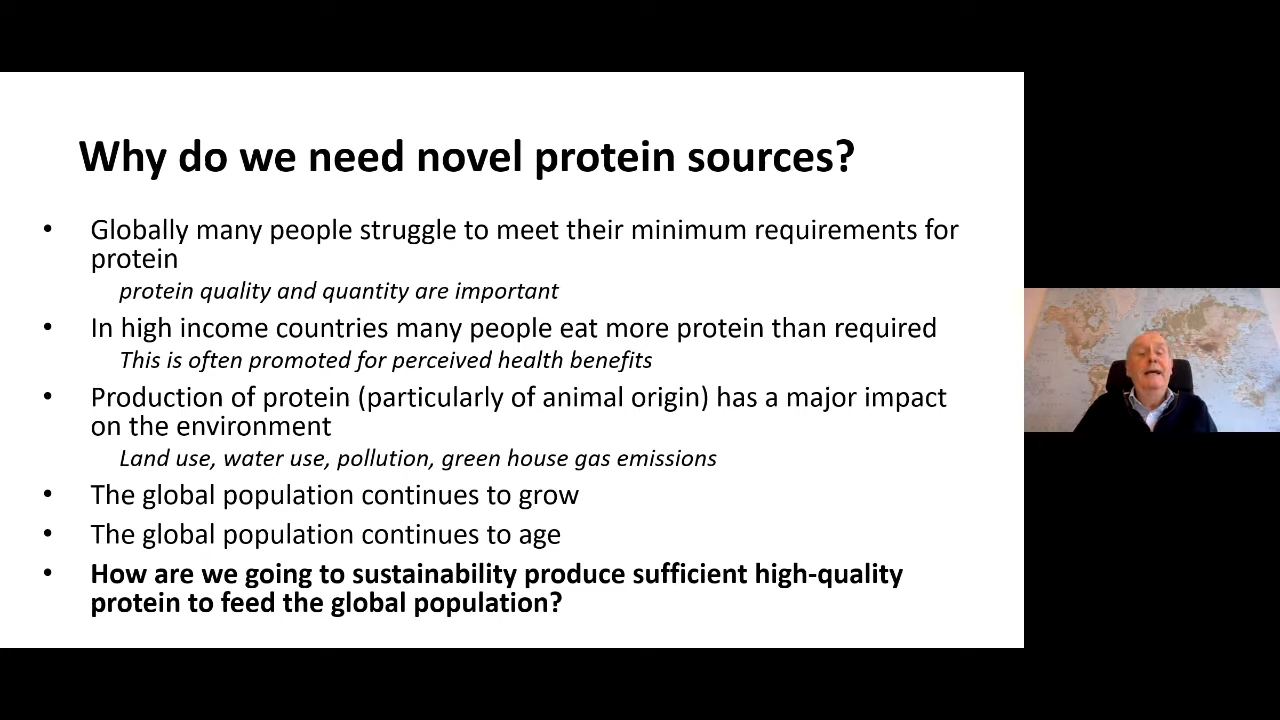 Why do we need novel protein sources?
• Globally many people struggle to meet their minimum requirements for
protein
protein quality and quantity are important
• In high income countries many people eat more protein than required
This is often promoted for perceived health benefits
• Production of protein (particularly of animal origin) has a major impact
on the environment
Land use, water use, pollution, green house gas emissions
• The global population continues to grow
• The global population continues to age
• How are we going to sustainability produce sufficient high-quality
protein to feed the global population?